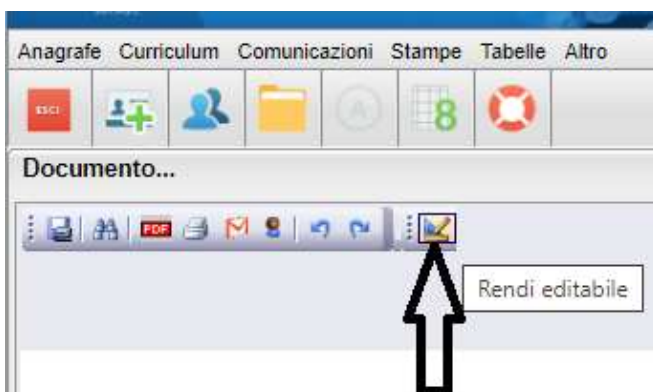 Anagrafe Curriculum Comunicazioni Stampe Tabelle Altro
ESCI
A
8
Documento...
PDF
Rendi editabile